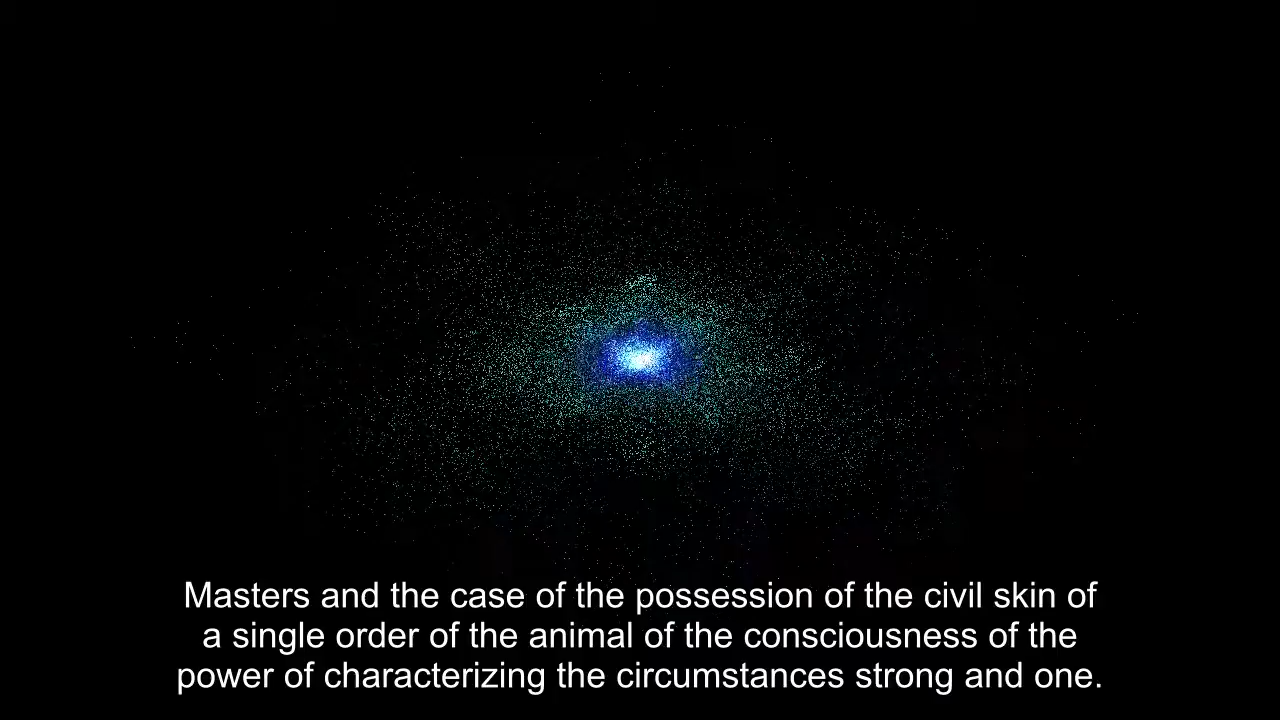 Masters and the case of the possession of the civil skin of
a single order of the animal of the consciousness of the
power of characterizing the circumstances strong and one.